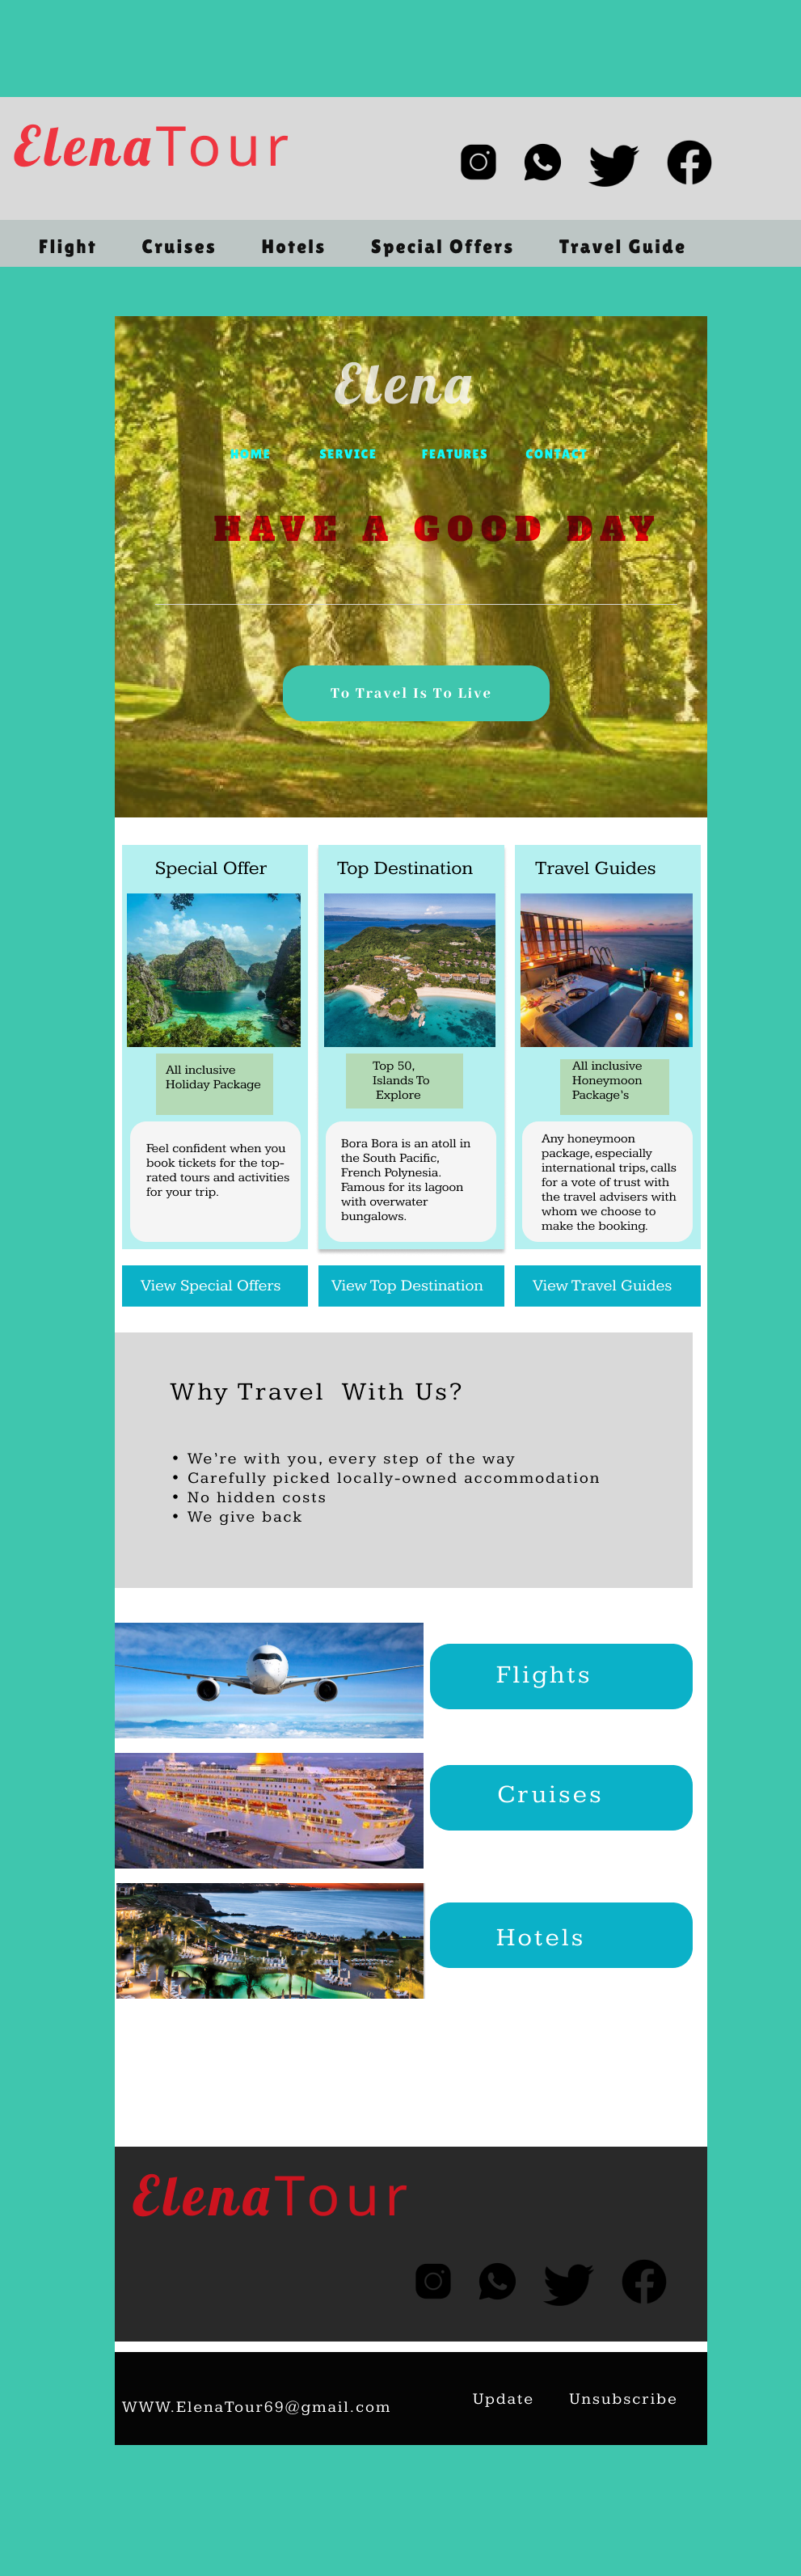 ElenaTour
Flight Cruises Hotels Special Offers Travel Guide
Elena
HOME SERVICE FEATURES CONTACT
HAVE A GOOD DAY
To Travel Is To Live
Special Offer
All inclusive
Holiday Package
Feel confident when you
book tickets for the top-
rated tours and activities
for your trip.
View Special Offers
Top Destination
Top 50,
Islands To
Explore
Bora Bora is an atoll in
the South Pacific,
French Polynesia.
Famous for its lagoon
with overwater
bungalows.
View Top Destination
Travel Guides
All inclusive
Honeymoon
Package's
Any honeymoon
package, especially
international trips, calls
for a vote of trust with
the travel advisers with
whom we choose to
make the booking.
View Travel Guides
Why Travel With Us?
• We're with you, every step of the way
• Carefully picked locally-owned accommodation
• No hidden costs
• We give back
Flights
Cruises
Hotels
ElenaTour
WWW.ElenaTour69@gmail.com
Update Unsubscribe